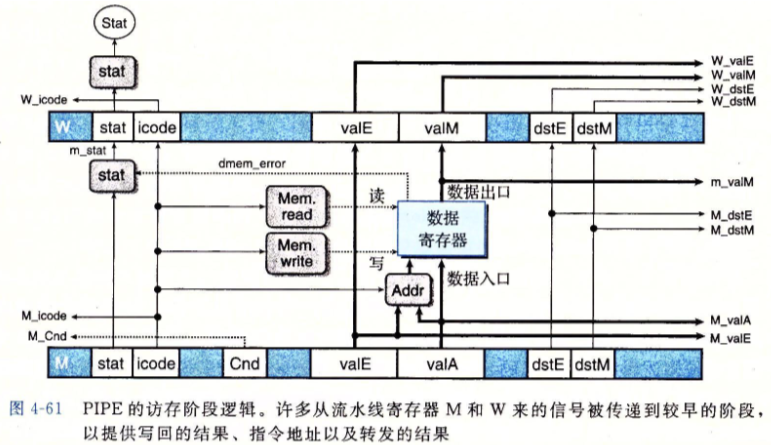 Stat
stat
W_valE
W_valM
W_dstE
W_dstM
W_icode
W stat icode valE valM dstE dstM
m_stat
stat
dmem_error
m_valM
数据出口
Mem. read
读
数据 寄存器
M_dstE
M_dstM
Mem. write
写
Addr
数据入口
M_icode
M_valA
M_Cnd
M_valE
M stat icode Cnd valE valA dstE dstM
图 4-61 PIPE 的访存阶段逻辑。许多从流水线寄存器 M 和 W 来的信号被传递到较早的阶段，
以提供写回的结果、指令地址以及转发的结果